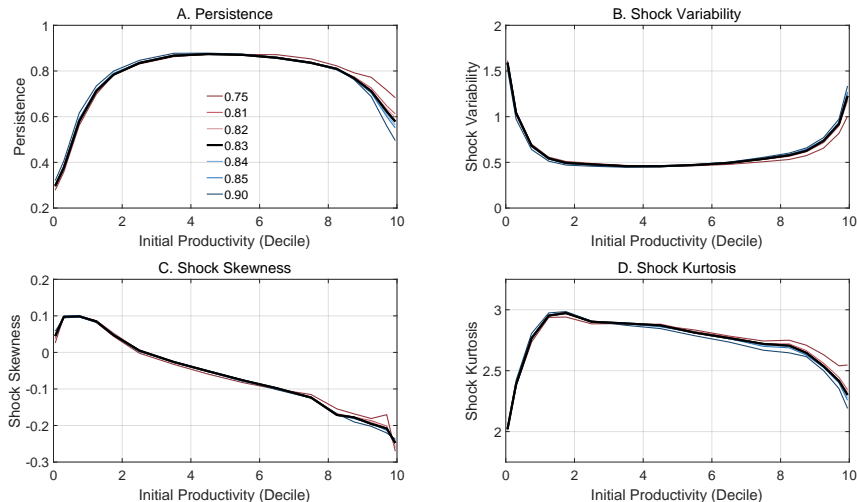 A. Persistence
1
0.8
0.6
0.4
0.2
Persistence
0.75
0.81
0.82
0.83
0.84
0.85
0.90
0 2 4 6 8 10
Initial Productivity (Decile)
B. Shock Variability
2
1.5
1
0.5
0
Shock Variability
0 2 4 6 8 10
Initial Productivity (Decile)
C. Shock Skewness
0.2
0.1
0
-0.1
-0.2
-0.3
Shock Skewness
0 2 4 6 8 10
Initial Productivity (Decile)
D. Shock Kurtosis
3
2.5
2
Shock Kurtosis
0 2 4 6 8 10
Initial Productivity (Decile)